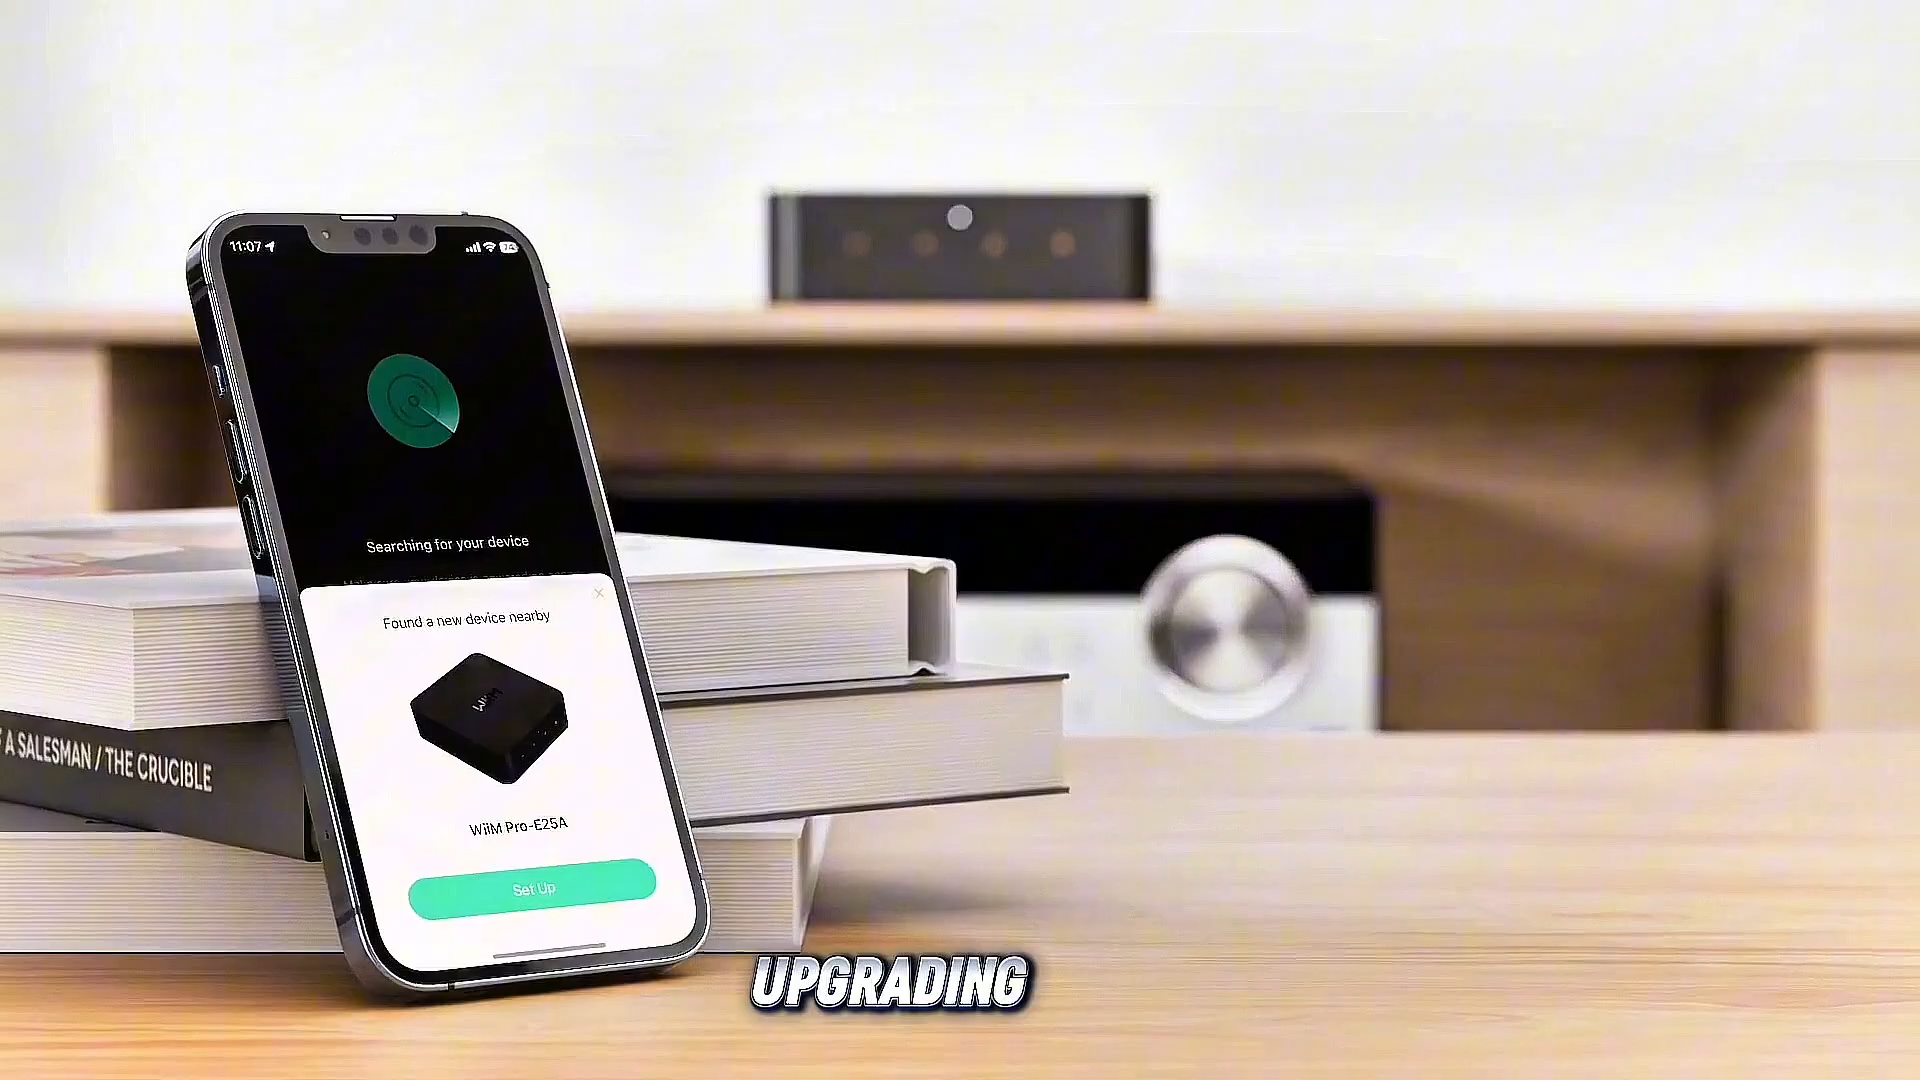 11:07
Searching for your device
Found a new device nearby
WiiM
WiiM Pro-E25A
Set Up
A SALESMAN / THE CRUCIBLE
UPGRADING